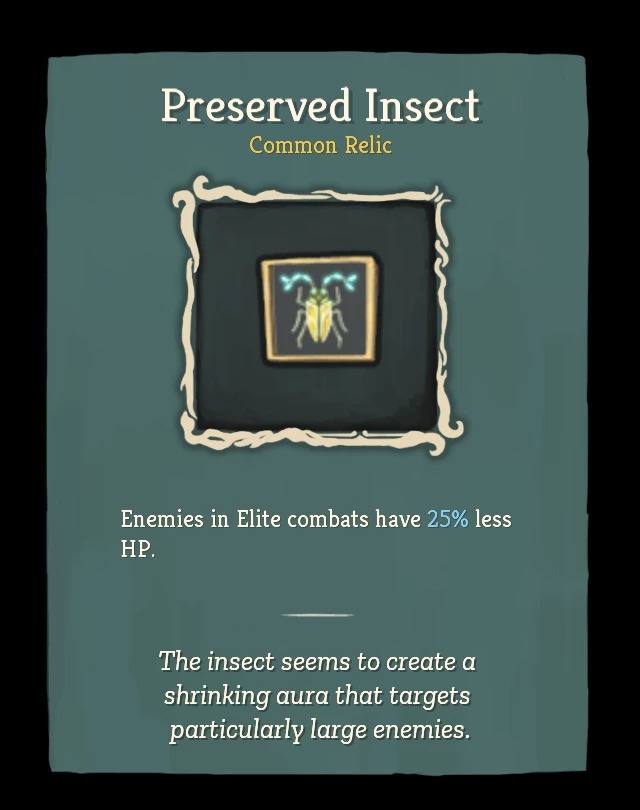 Preserved Insect
Common Relic
Enemies in Elite combats have 25% less
HP.
The insect seems to create a
shrinking aura that targets
particularly large enemies.